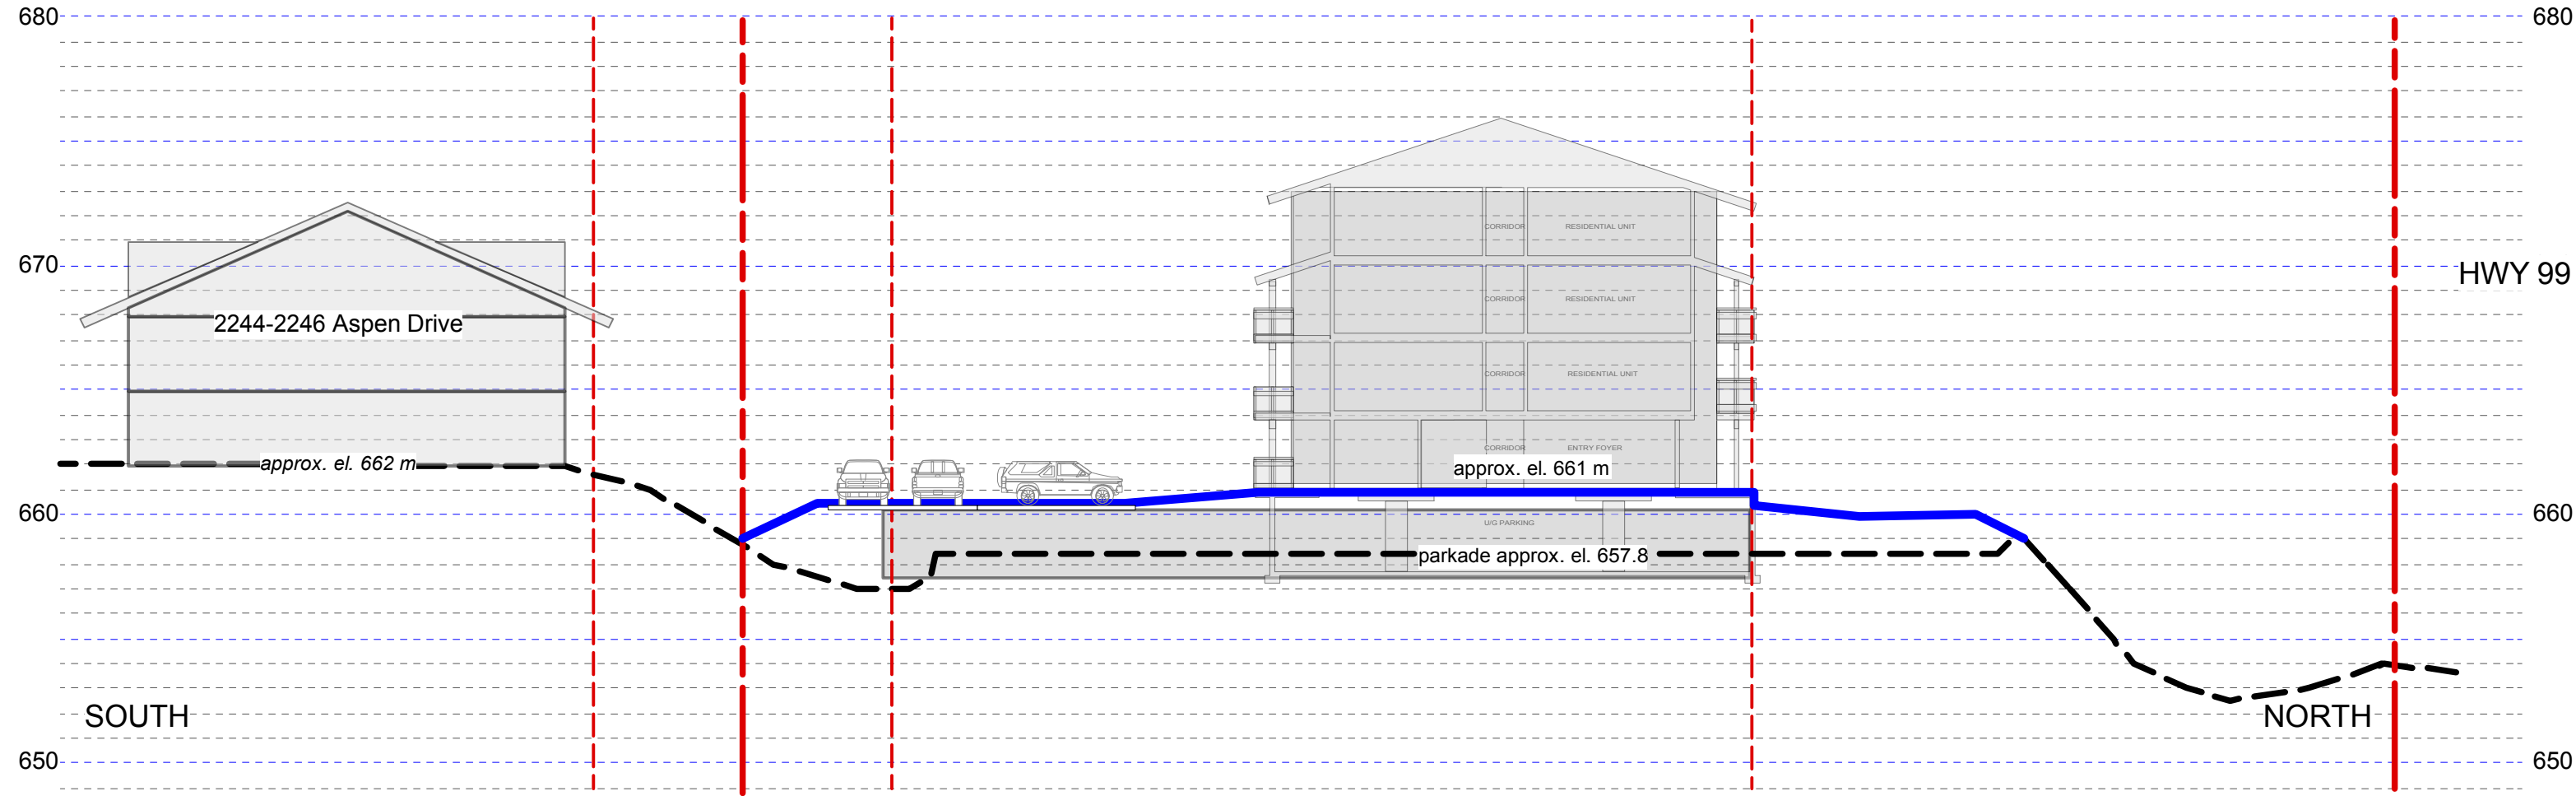 680
680
CORRIDOR RESIDENTIAL UNIT
670
HWY 99
CORRIDOR RESIDENTIAL UNIT
2244-2246 Aspen Drive
CORRIDOR RESIDENTIAL UNIT
CORRIDOR ENTRY FOYER
approx. el. 662 m
approx. el. 661 m
660
660
U/G PARKING
parkade approx. el. 657.8
SOUTH
NORTH
650
650